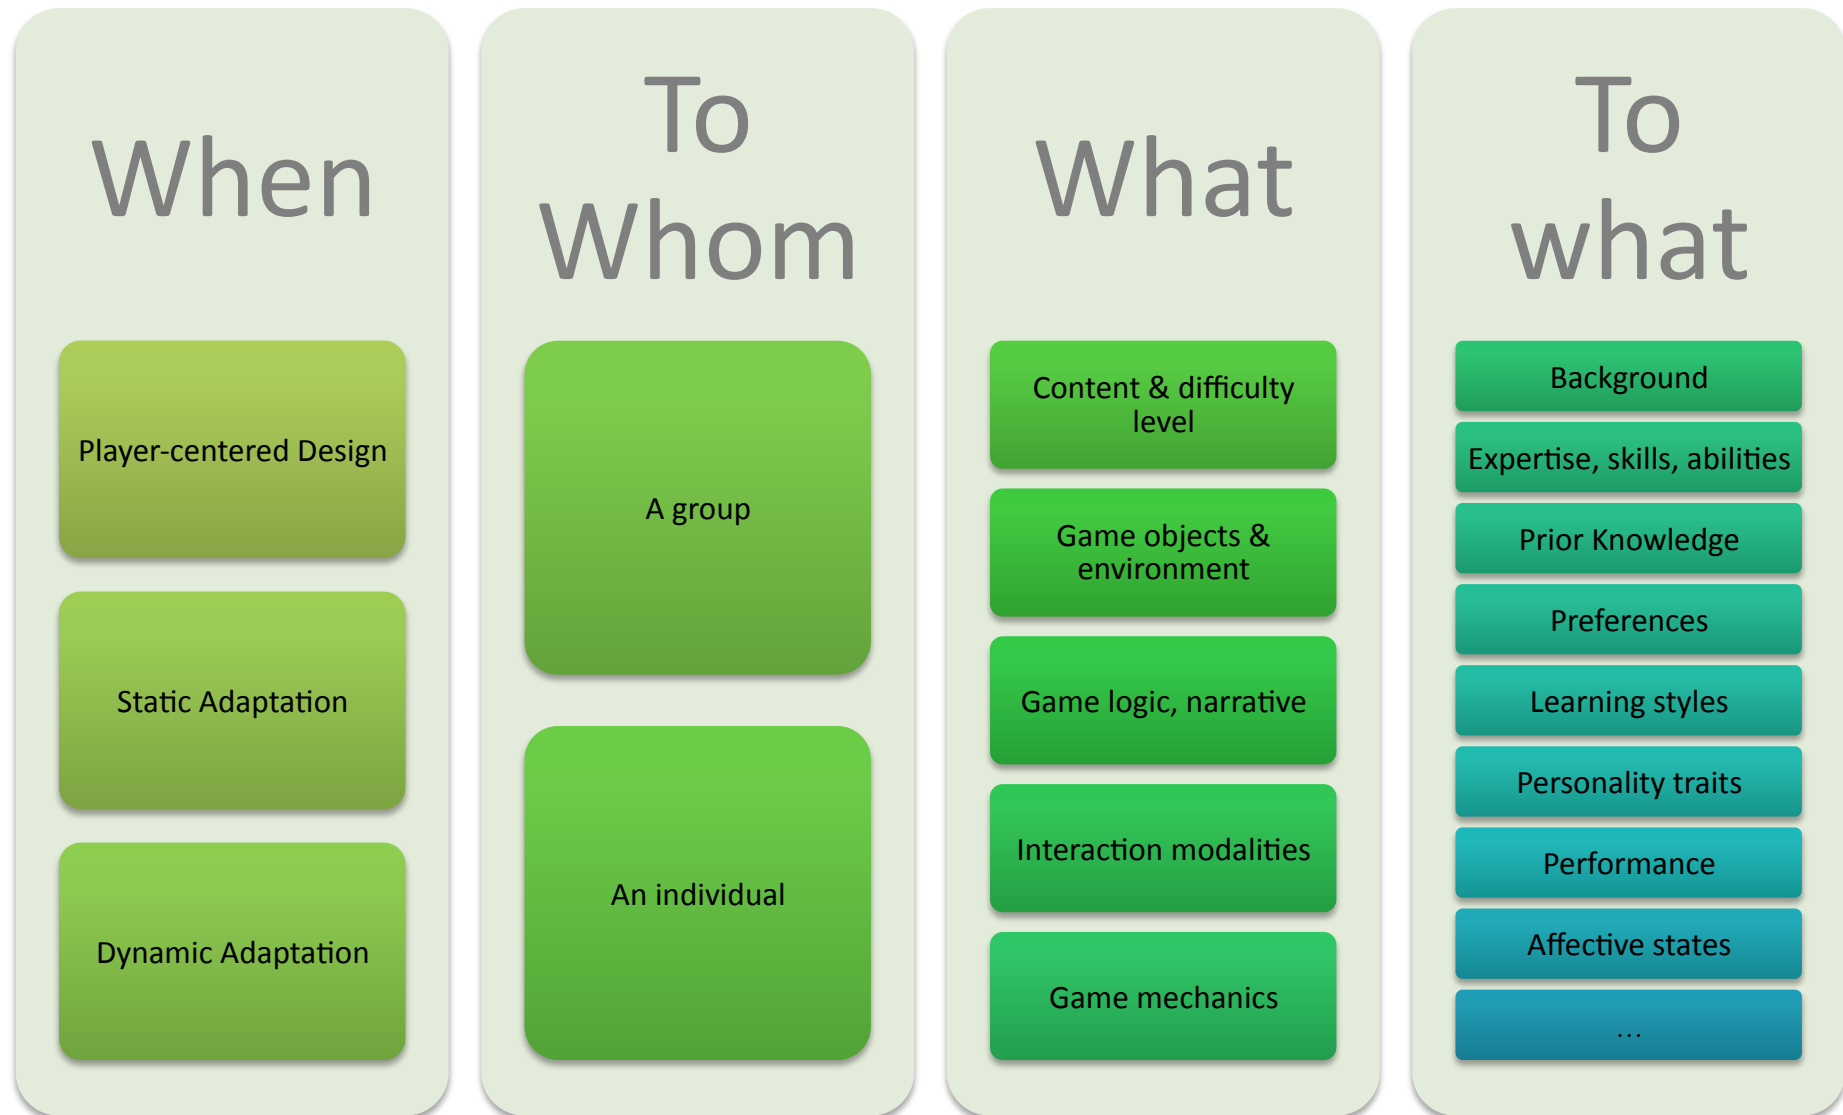 When
Player-centered Design
Static Adaptation
Dynamic Adaptation
To
Whom
A group
An individual
What
Content & difficulty
level
Game objects &
environment
Game logic, narrative
Interaction modalities
Game mechanics
To
what
Background
Expertise, skills, abilities
Prior Knowledge
Preferences
Learning styles
Personality traits
Performance
Affective states
…